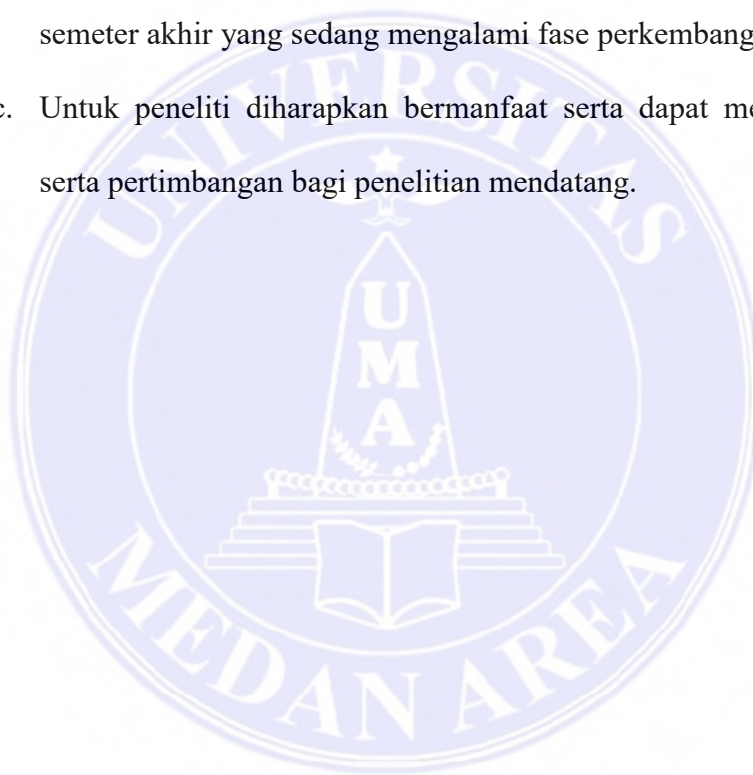 semeter akhir yang sedang mengalami fase perkembang
c. Untuk peneliti diharapkan bermanfaat serta dapat me
serta pertimbangan bagi penelitian mendatang.
UNIVERSITAS
U
M
A
MEDAN AREA